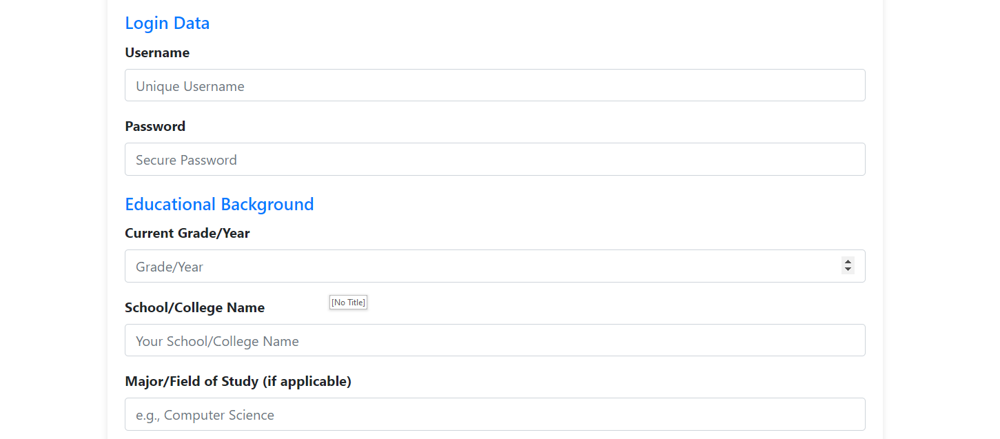 Login Data
Username
Unique Username
Password
Secure Password
Educational Background
Current Grade/Year
Grade/Year
School/College Name
[No Title]
Your School/College Name
Major/Field of Study (if applicable)
e.g., Computer Science